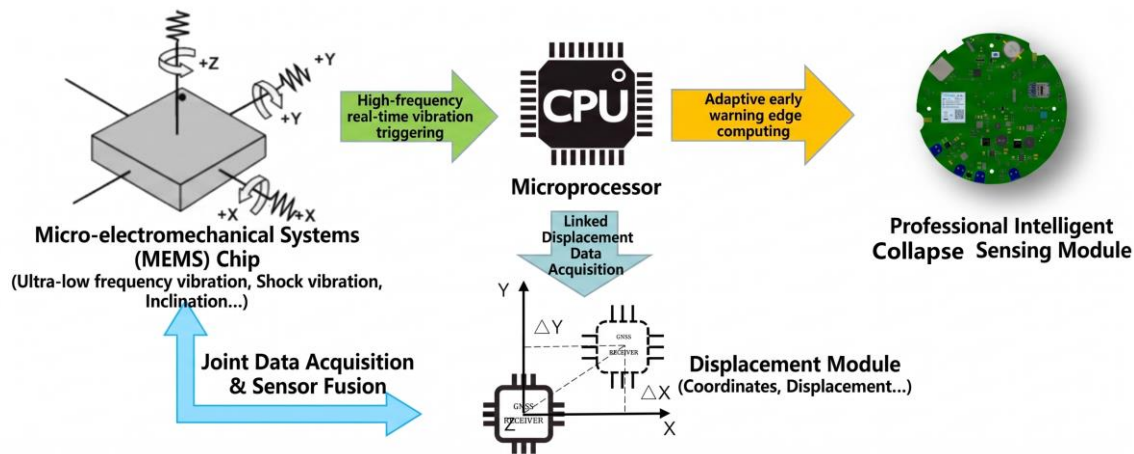 +Z
+Y
+Y
+X
+X
Micro-electromechanical Systems
(MEMS) Chip
(Ultra-low frequency vibration, Shock vibration,
Inclination...)
High-frequency
real-time vibration
triggering
CPU
Microprocessor
Adaptive early
warning edge
computing
Professional Intelligent
Collapse Sensing Module
Linked
Displacement
Data
Acquisition
Joint Data Acquisition
& Sensor Fusion
Y
△Y
GNSS
RECEIVER
GNSS
RECEIVER
Z
△X
X
Displacement Module
(Coordinates, Displacement...)